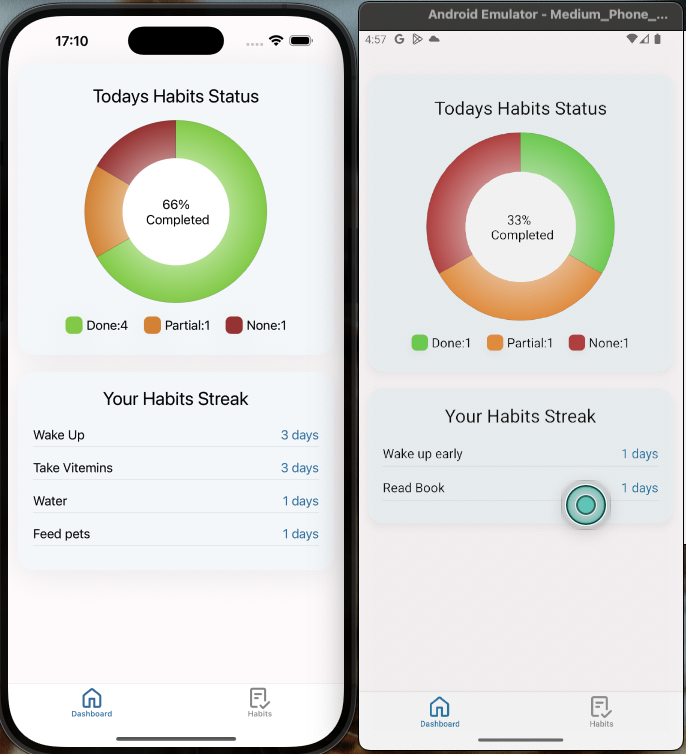 17:10
Todays Habits Status
66%
Completed
Done:4 Partial:1 None:1
Your Habits Streak
Wake Up 3 days
Take Vitemins 3 days
Water 1 days
Feed pets 1 days
Dashboard Habits
Android Emulator - Medium_Phone_...
4:57 G
Todays Habits Status
33%
Completed
Done:1 Partial:1 None:1
Your Habits Streak
Wake up early 1 days
Read Book 1 days
Dashboard Habits